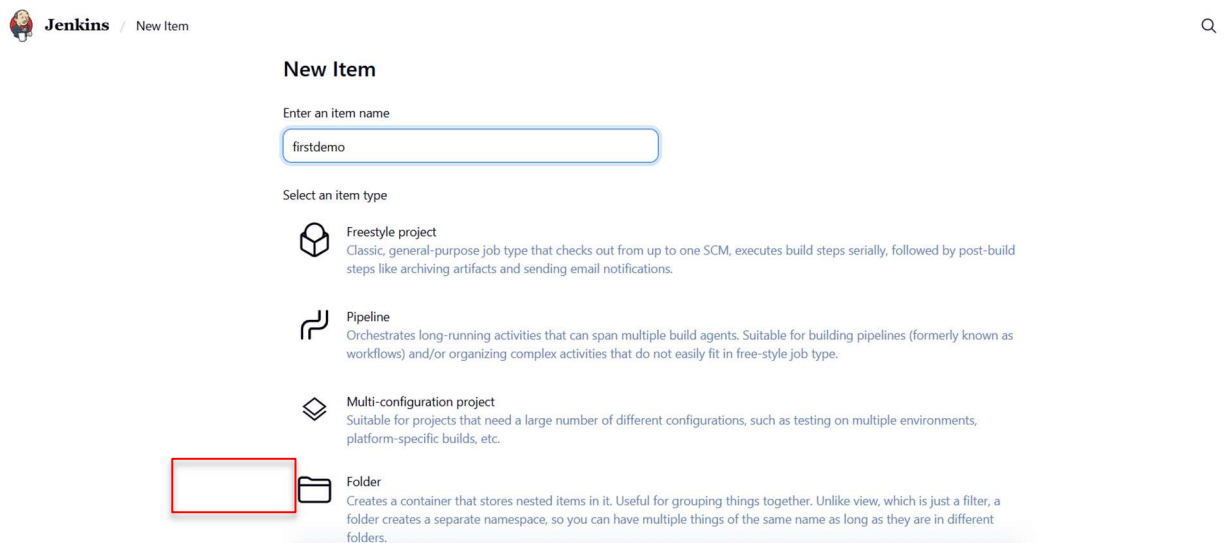 Jenkins / New Item
New Item
Enter an item name
firstdemo
Select an item type
Freestyle project
Classic, general-purpose job type that checks out from up to one SCM, executes build steps serially, followed by post-build
steps like archiving artifacts and sending email notifications.
Pipeline
Orchestrates long-running activities that can span multiple build agents. Suitable for building pipelines (formerly known as
workflows) and/or organizing complex activities that do not easily fit in free-style job type.
Multi-configuration project
Suitable for projects that need a large number of different configurations, such as testing on multiple environments,
platform-specific builds, etc.
Folder
Creates a container that stores nested items in it. Useful for grouping things together. Unlike view, which is just a filter, a
folder creates a separate namespace, so you can have multiple things of the same name as long as they are in different
folders.